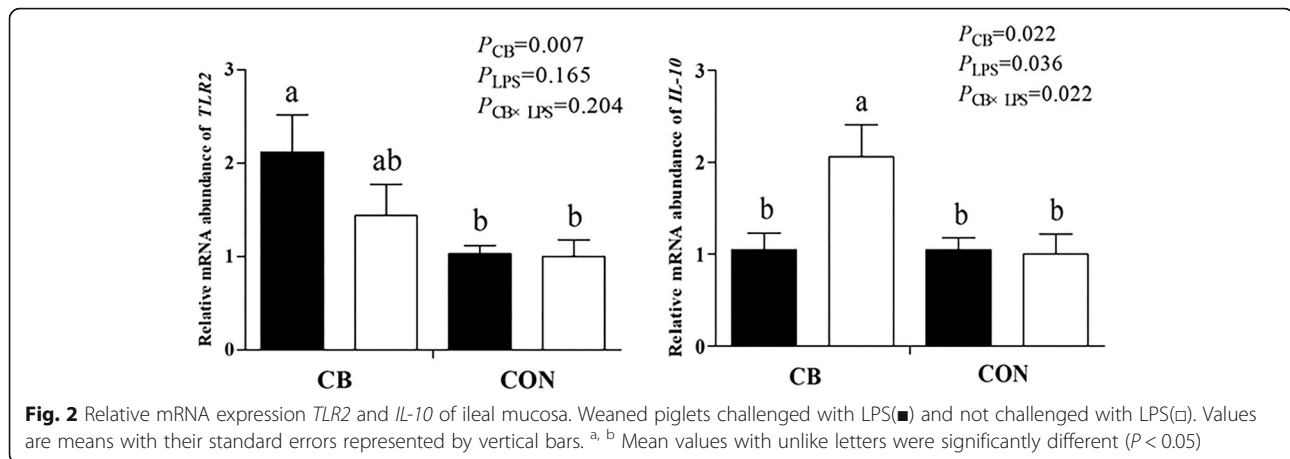 P_CB=0.007
P_LPS=0.165
P_CB× LPS=0.204
Relative mRNA abundance of TLR2
3
2
1
0
a
ab
b
b
CB
CON
P_CB=0.022
P_LPS=0.036
P_CB× LPS=0.022
Relative mRNA abundance of IL-10
3
2
1
0
b
a
b
b
CB
CON
Fig. 2 Relative mRNA expression TLR2 and IL-10 of ileal mucosa. Weaned piglets challenged with LPS(■) and not challenged with LPS(□). Values
are means with their standard errors represented by vertical bars. a, b Mean values with unlike letters were significantly different (P < 0.05)